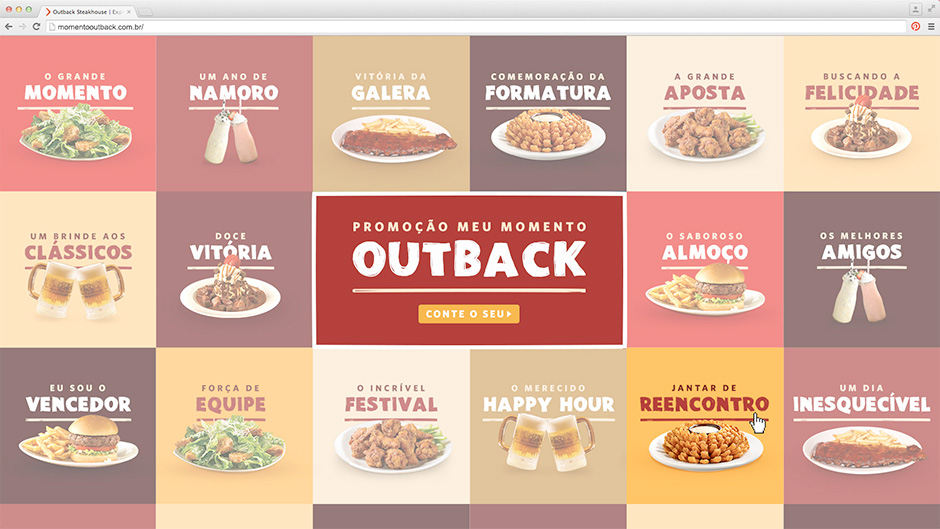 Outback Steakhouse | Exa
momentooutback.com.br/
O GRANDE
MOMENTO
UM ANO DE
NAMORO
VITÓRIA DA
GALERA
COMEMORAÇÃO DA
FORMATURA
A GRANDE
APOSTA
BUSCANDO A
FELICIDADE
UM BRINDE AOS
CLÁSSICOS
DOCE
VITÓRIA
PROMOÇÃO MEU MOMENTO
OUTBACK
CONTE O SEU
O SABOROSO
ALMOÇO
OS MELHORES
AMIGOS
EU SOU O
VENCEDOR
FORÇA DE
EQUIPE
O INCRÍVEL
FESTIVAL
O MERECIDO
HAPPY HOUR
JANTAR DE
REENCONTRO
UM DIA
INESQUECÍVEL